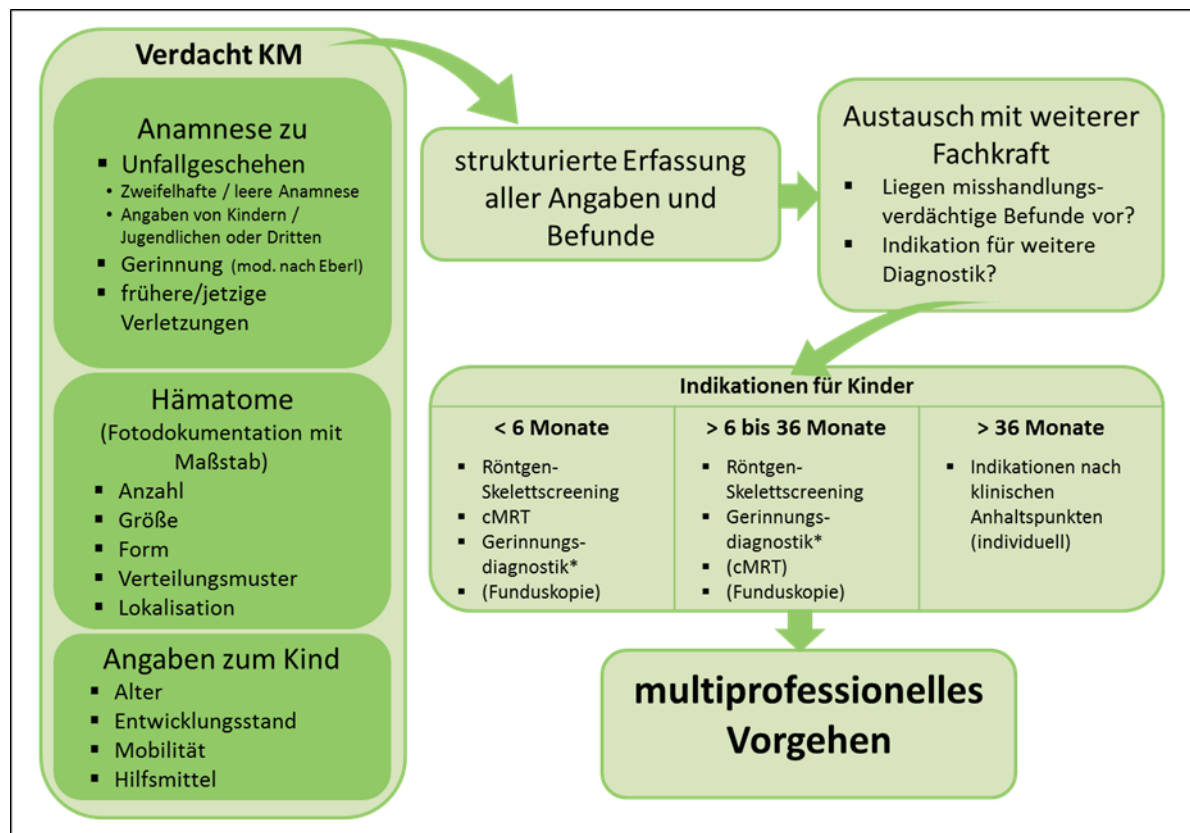 Verdacht KM
Anamnese zu
▪ Unfallgeschehen
• Zweifelhafte / leere Anamnese
• Angaben von Kindern /
Jugendlichen oder Dritten
▪ Gerinnung (mod. nach Eberl)
▪ frühere/jetzige
Verletzungen
Hämatome
(Fotodokumentation mit
Maßstab)
▪ Anzahl
▪ Größe
▪ Form
▪ Verteilungsmuster
▪ Lokalisation
Angaben zum Kind
▪ Alter
▪ Entwicklungsstand
▪ Mobilität
▪ Hilfsmittel
strukturierte Erfassung
aller Angaben und
Befunde
Austausch mit weiterer
Fachkraft
▪ Liegen misshandlungs-
verdächtige Befunde vor?
▪ Indikation für weitere
Diagnostik?
Indikationen für Kinder
< 6 Monate
▪ Röntgen-
Skelettscreening
▪ cMRT
▪ Gerinnungs-
diagnostik*
▪ (Funduskopie)
> 6 bis 36 Monate
▪ Röntgen-
Skelettscreening
▪ Gerinnungs-
diagnostik*
▪ (cMRT)
▪ (Funduskopie)
> 36 Monate
▪ Indikationen nach
klinischen
Anhaltspunkten
(individuell)
multiprofessionelles
Vorgehen